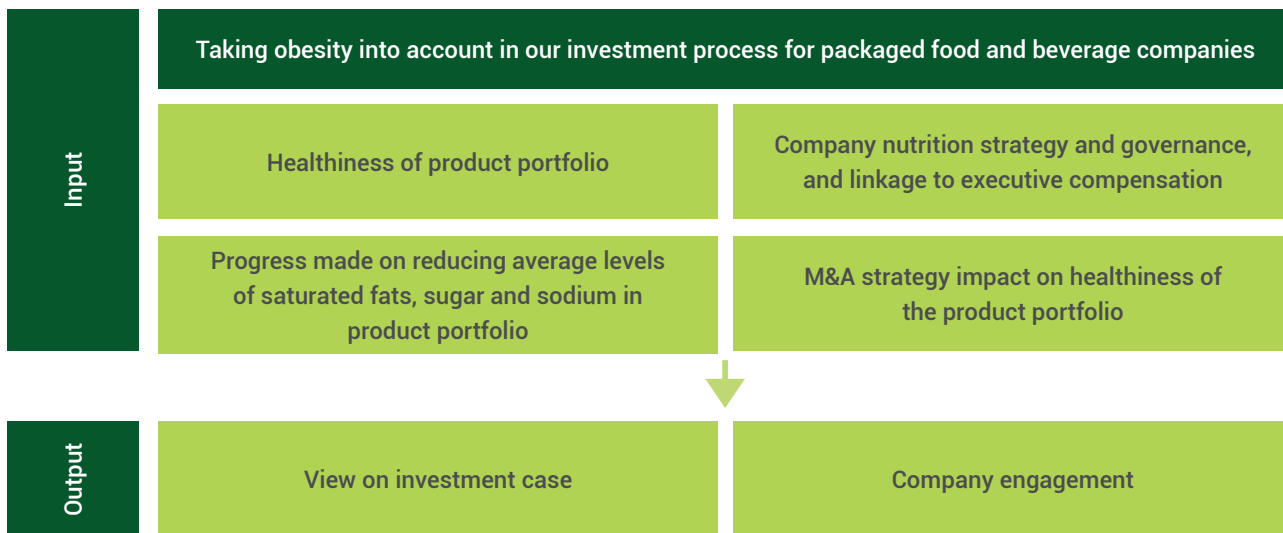 Input
Taking obesity into account in our investment process for packaged food and beverage companies
Healthiness of product portfolio
Company nutrition strategy and governance,
and linkage to executive compensation
Progress made on reducing average levels
of saturated fats, sugar and sodium in
product portfolio
M&A strategy impact on healthiness of
the product portfolio
Output
View on investment case
Company engagement